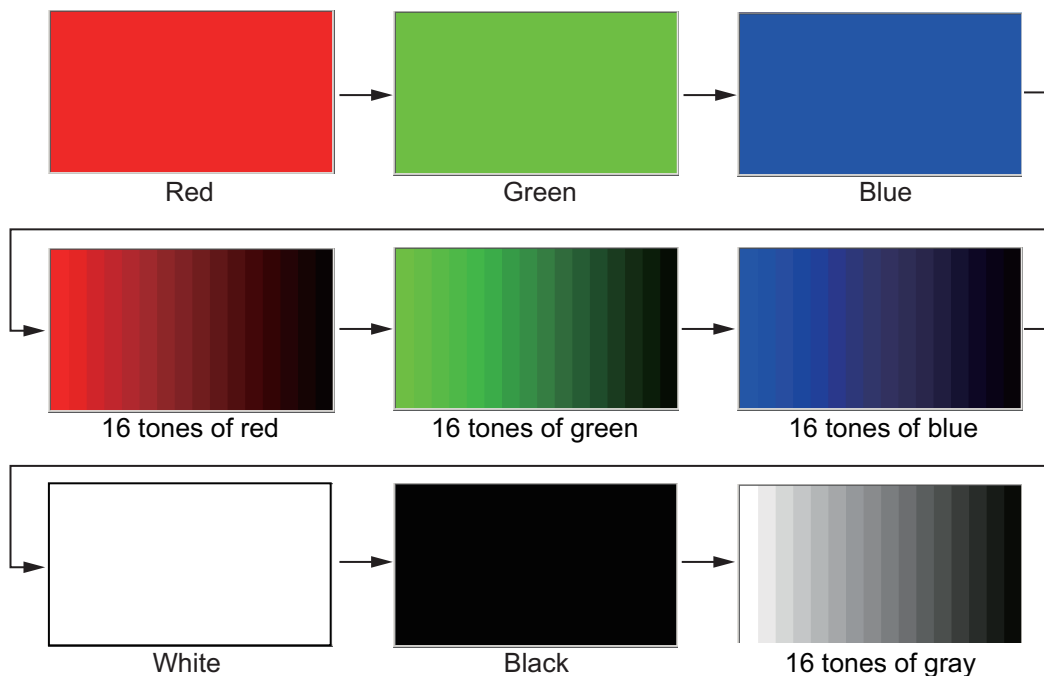 Red
Green
Blue
16 tones of red
16 tones of green
16 tones of blue
White
Black
16 tones of gray